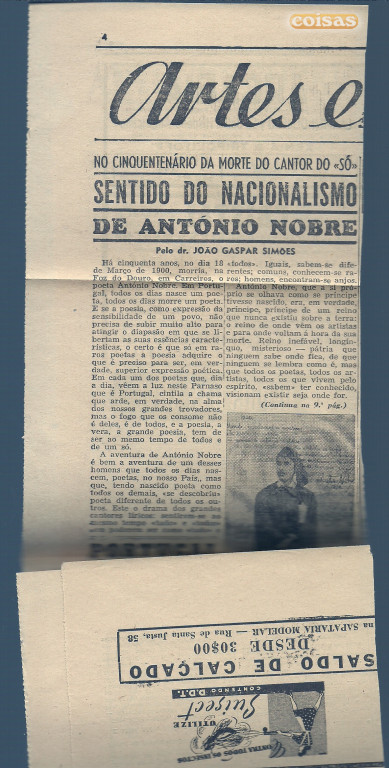 coisas
4
Artes e
NO CINQUENTENÁRIO DA MORTE DO CANTOR DO «SÓ»
SENTIDO DO NACIONALISMO
DE ANTÓNIO NOBRE
Pelo dr. JOÃO GASPAR SIMÕES
Há cinquenta anos, no dia 18
de Março de 1900, morria, na
Foz do Douro, em Carreiros, o
poeta António Nobre. Em Portu-
gal, todos os dias nasce um poe-
ta, todos os dias morre um poeta.
E se a poesia, como expressão da
sensibilidade de um povo, não
precisa de subir muito alto para
atingir o diapasão em que se li-
bertam as suas essências caracte-
rísticas, o certo é que só em ra-
ros poetas a poesia adquire o
que é preciso para ser, em ver-
dade, superior expressão poética.
Em cada um dos poetas que, dia
a dia, vêem a luz neste Parnaso
que é Portugal, cintila a chama
que arde, em verdade, na alma
dos nossos grandes trovadores,
mas o fogo que os consome não
é deles, é de todos, e a poesia, a
vera, a grande poesia, tem de
ser ao mesmo tempo de todos e
de um só.
A aventura de António Nobre
é bem a aventura de um desses
homens que todos os dias nas-
cem, poetas, no nosso País, mas
que, tendo nascido poeta como
todos os demais, «se descobriu»
poeta diferente de todos os ou-
tros. Este o drama dos grandes
«todos». Iguais, sabem-se dife-
rentes; comuns, conhecem-se ra-
ros; homens, encontram-se anjos.
António Nobre, que a si pró-
prio se olhava como se príncipe
tivesse nascido, era, em verdade,
príncipe, príncipe de um reino
que nunca existiu sobre a terra:
o reino de onde vêm os artistas
e para onde voltam à hora da sua
morte. Reino inefável, longín-
quo, misterioso — pátria que
ninguém sabe onde fica, de que
ninguém se lembra como é, mas
que todos os poetas, todos os ar-
tistas, todos os que vivem pelo
espírito, «sabem» ter conhecido,
visionam existir seja onde for.
(Continua na 9.ª pág.)
SALDO DE CALÇADO
DESDE 30$00
na SAPATARIA MODELAR — Rua de Santa Justa, 58
CONTRA TODOS OS INSECTOS
UTILIZE
Suisect
CONTENDO D.D.T.